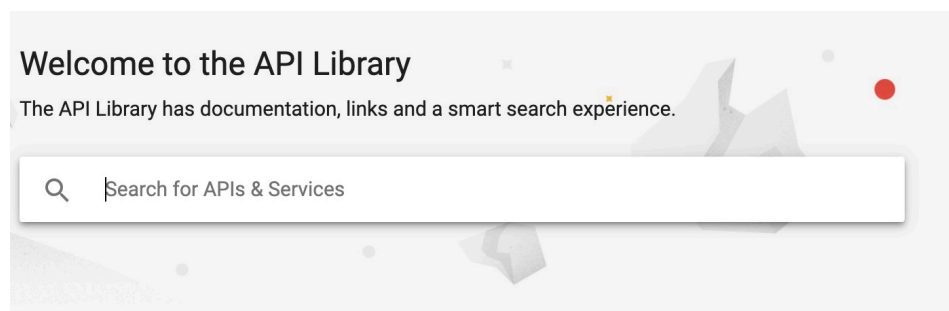 Welcome to the API Library
The API Library has documentation, links and a smart search experience.
Search for APIs & Services